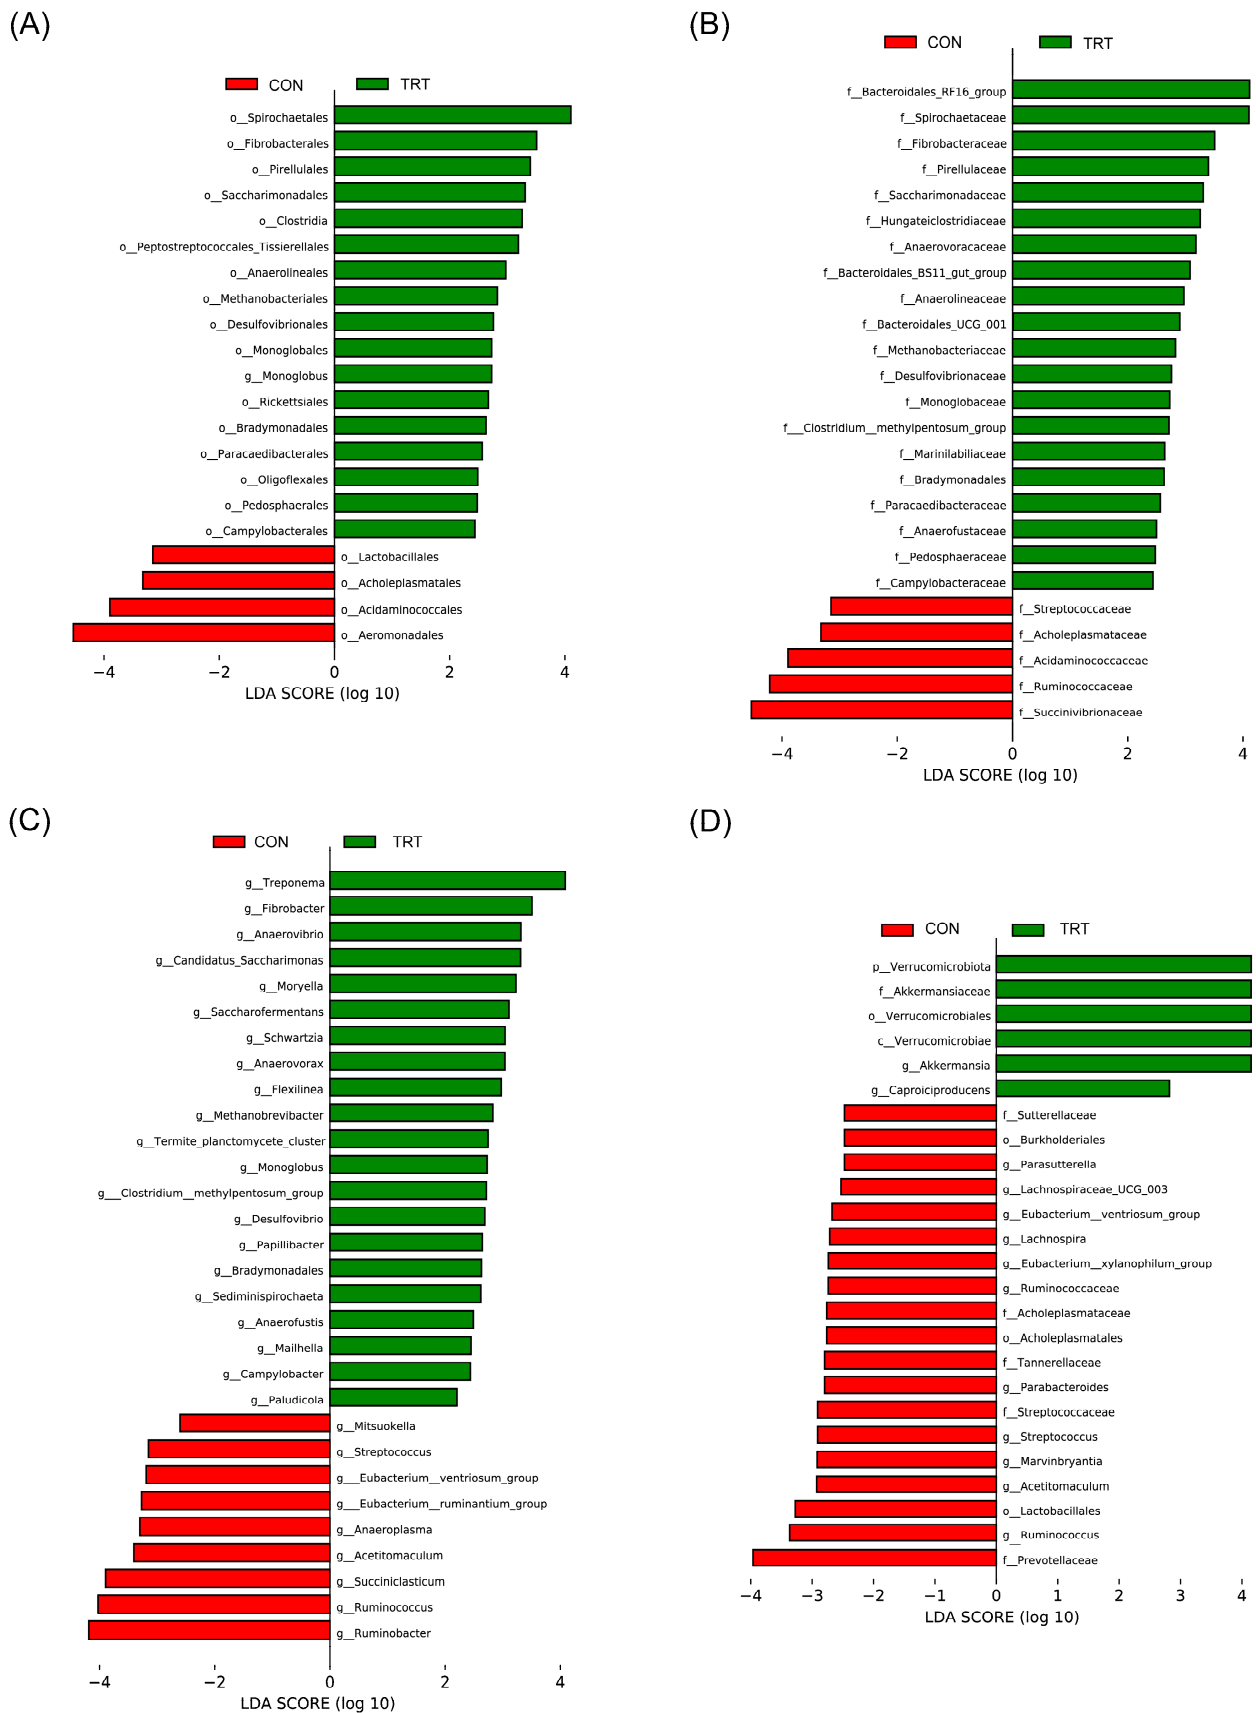 (A)
CON
TRT
o__Spirochaetales
o__Fibrobacterales
o__Pirellulales
o__Saccharimonadales
o__Clostridia
o__Peptostreptococcales_Tissierellales
o__Anaerolineales
o__Methanobacteriales
o__Desulfovibrionales
o__Monoglobales
g__Monoglobus
o__Rickettsiales
o__Bradymonadales
o__Paracaedibacterales
o__Oligoflexales
o__Pedosphaerales
o__Campylobacterales
o__Lactobacillales
o__Acholeplasmatales
o__Acidaminococcales
o__Aeromonadales
−4 −2 0 2 4
LDA SCORE (log 10)
(B)
CON
TRT
f__Bacteroidales_RF16_group
f__Spirochaetaceae
f__Fibrobacteraceae
f__Pirellulaceae
f__Saccharimonadaceae
f__Hungateiclostridiaceae
f__Anaerovoracaceae
f__Bacteroidales_BS11_gut_group
f__Anaerolineaceae
f__Bacteroidales_UCG_001
f__Methanobacteriaceae
f__Desulfovibrionaceae
f__Monoglobaceae
f___Clostridium__methylpentosum_group
f__Marinilabiliaceae
f__Bradymonadales
f__Paracaedibacteraceae
f__Anaerofustaceae
f__Pedosphaeraceae
f__Campylobacteraceae
f__Streptococcaceae
f__Acholeplasmataceae
f__Acidaminococcaceae
f__Ruminococcaceae
f__Succinivibrionaceae
−4 −2 0 2 4
LDA SCORE (log 10)
(C)
CON
TRT
g__Treponema
g__Fibrobacter
g__Anaerovibrio
g__Candidatus_Saccharimonas
g__Moryella
g__Saccharofermentans
g__Schwartzia
g__Anaerovorax
g__Flexilinea
g__Methanobrevibacter
g__Termite_planctomycete_cluster
g__Monoglobus
g___Clostridium__methylpentosum_group
g__Desulfovibrio
g__Papillibacter
g__Bradymonadales
g__Sediminispirochaeta
g__Anaerofustis
g__Mailhella
g__Campylobacter
g__Paludicola
g__Mitsuokella
g__Streptococcus
g___Eubacterium__ventriosum_group
g___Eubacterium__ruminantium_group
g__Anaeroplasma
g__Acetitomaculum
g__Succiniclasticum
g__Ruminococcus
g__Ruminobacter
−4 −2 0 2 4
LDA SCORE (log 10)
(D)
CON
TRT
p__Verrucomicrobiota
f__Akkermansiaceae
o__Verrucomicrobiales
c__Verrucomicrobiae
g__Akkermansia
g__Caproiciproducens
f__Sutterellaceae
o__Burkholderiales
g__Parasutterella
g__Lachnospiraceae_UCG_003
g__Eubacterium__ventriosum_group
g__Lachnospira
g__Eubacterium__xylanophilum_group
g__Ruminococcaceae
f__Acholeplasmataceae
o__Acholeplasmatales
f__Tannerellaceae
g__Parabacteroides
f__Streptococcaceae
g__Streptococcus
g__Marvinbryantia
g__Acetitomaculum
o__Lactobacillales
g__Ruminococcus
f__Prevotellaceae
−4 −3 −2 −1 0 1 2 3 4
LDA SCORE (log 10)